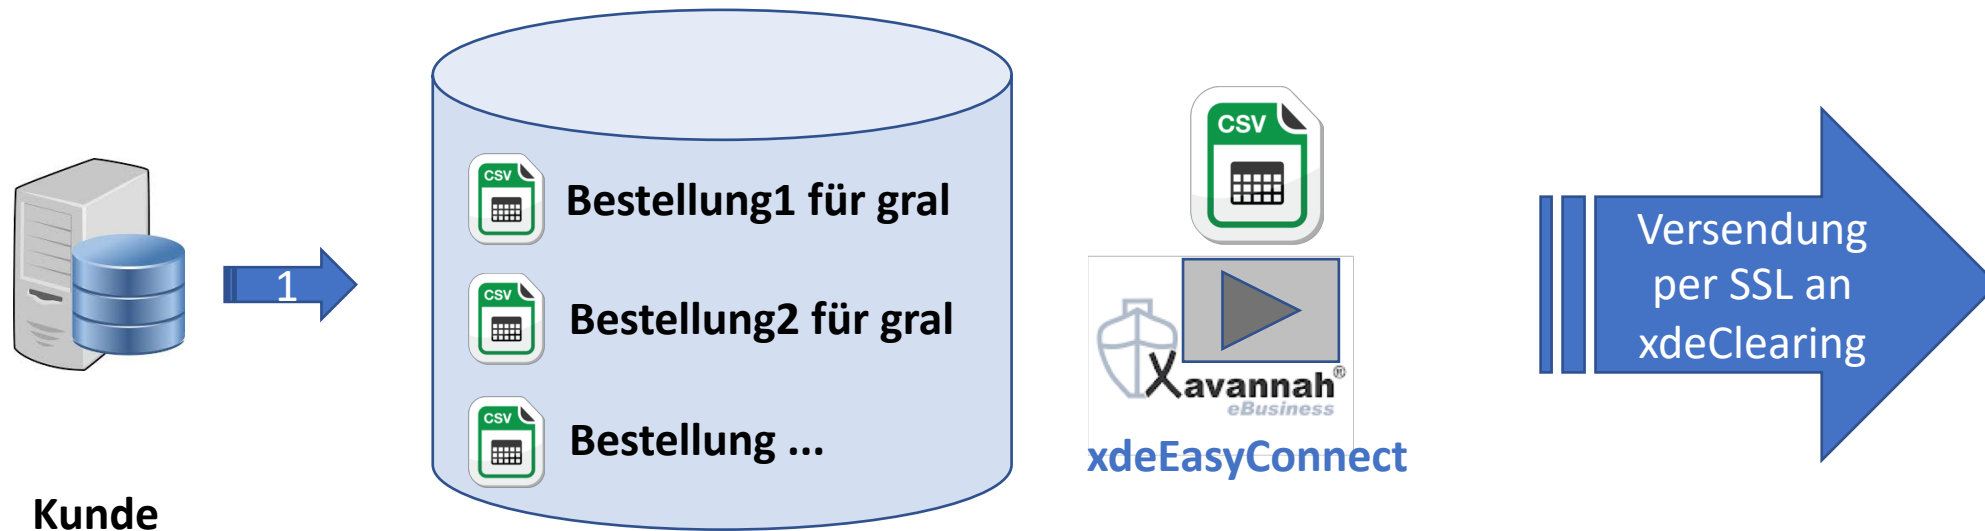 Kunde
1
CSV
Bestellung1 für gral
CSV
Bestellung2 für gral
CSV
Bestellung ...
CSV
Xavannah®
eBusiness
xdeEasyConnect
Versendung
per SSL an
xdeClearing